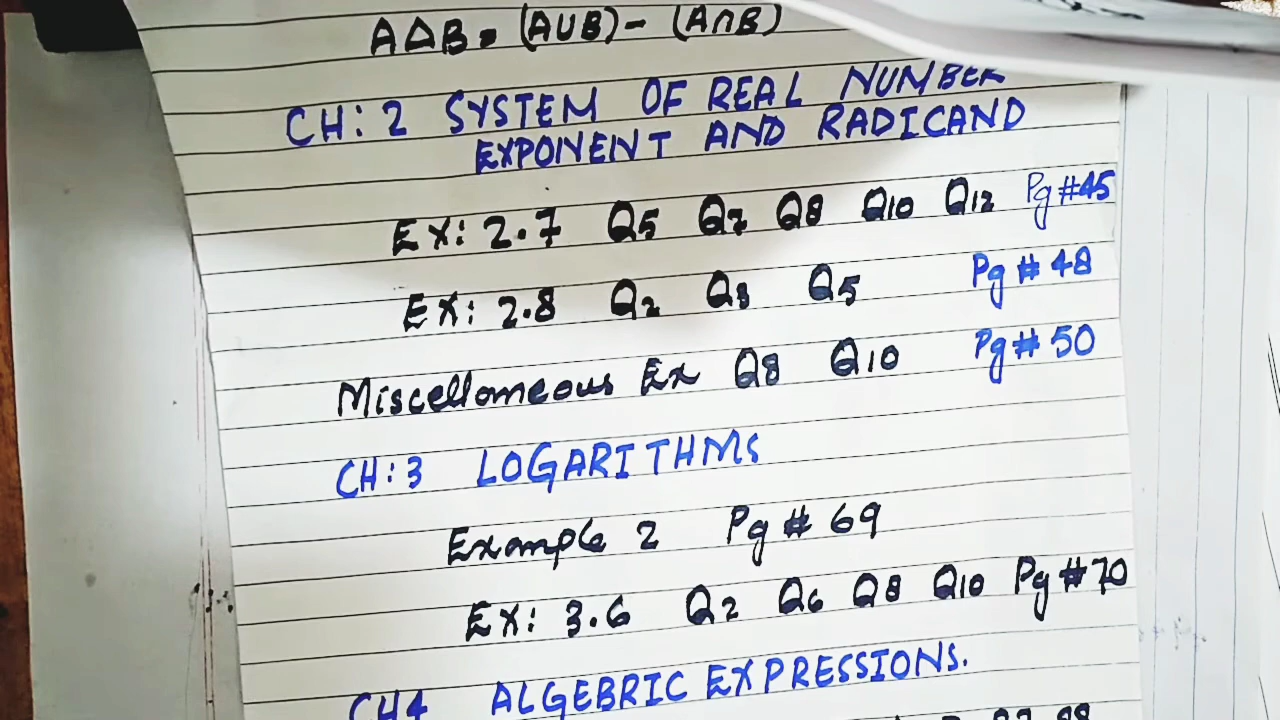 A∆B = (A∪B) - (A∩B)
CH: 2 SYSTEM OF REAL NUMBER
EXPONENT AND RADICAND
EX: 2.7 Q5 Q7 Q8 Q10 Q12 Pg #45
EX: 2.8 Q2 Q3 Q5 Pg # 48
Miscellomeous Ex Q8 Q10 Pg # 50
CH: 3 LOGARITHMS
Example 2 Pg # 69
EX: 3.6 Q2 Q6 Q8 Q10 Pg #70
CH4 ALGEBRIC EXPRESSIONS.